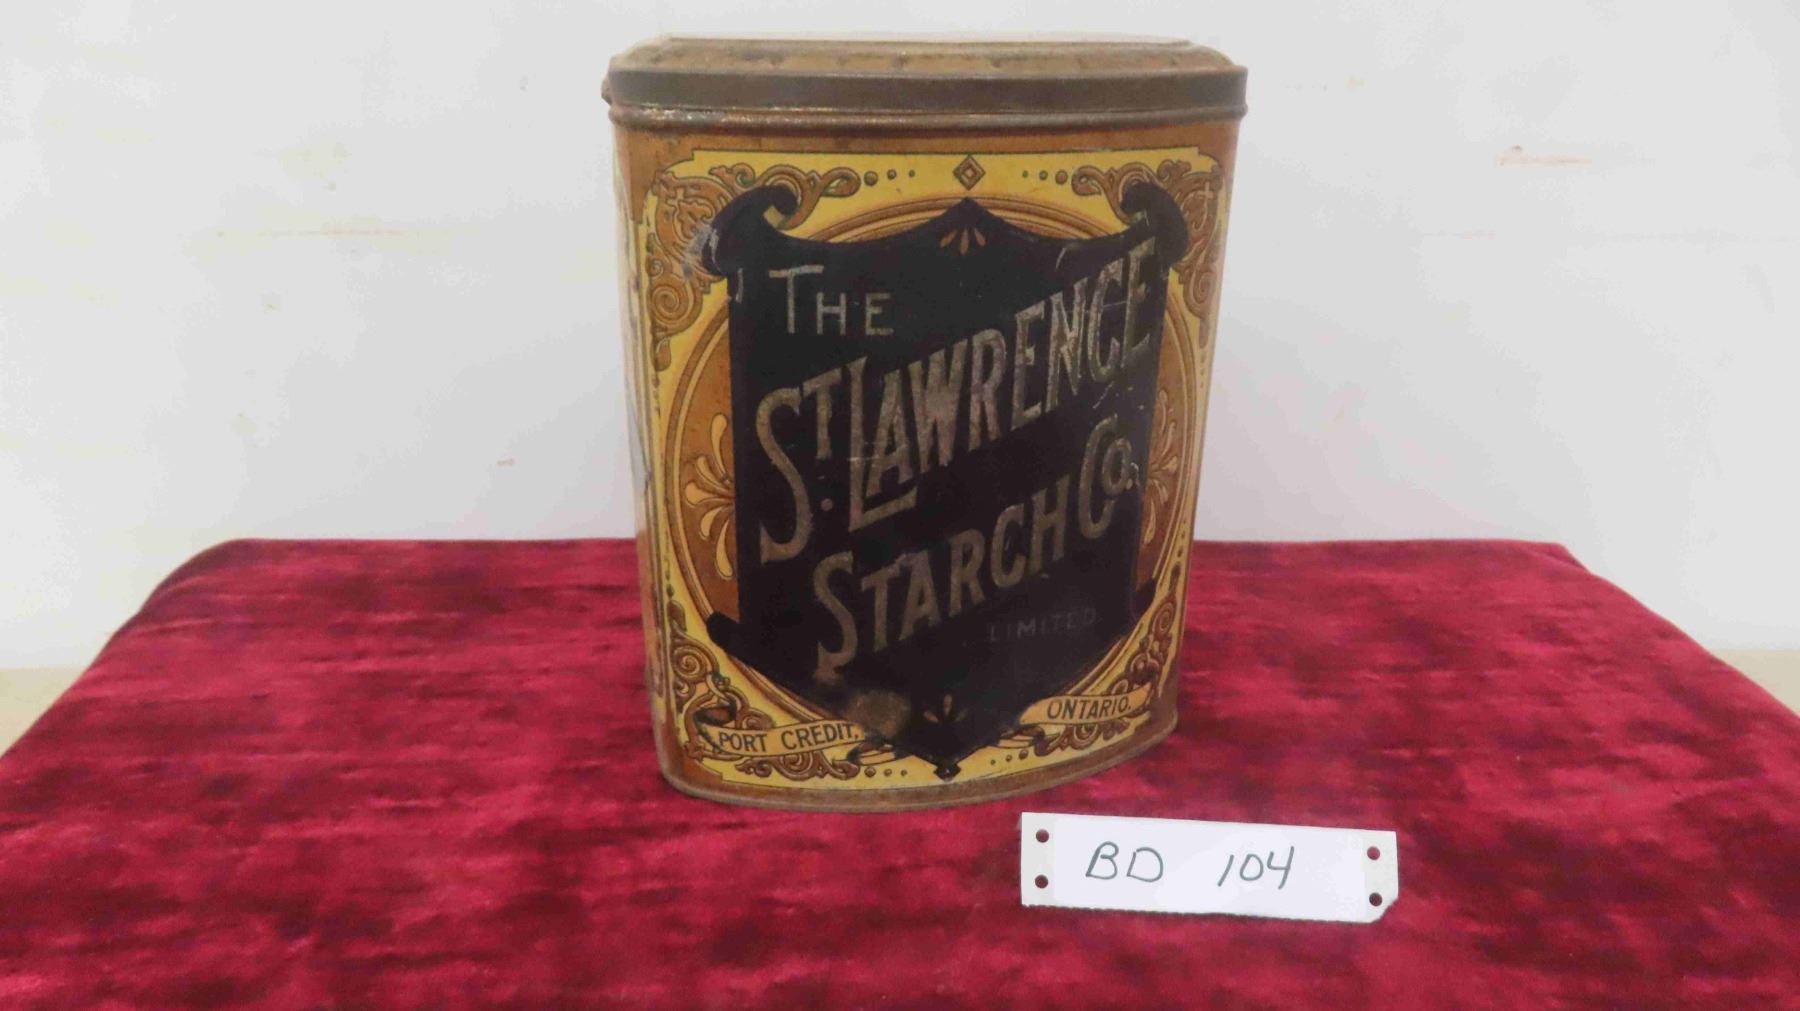 THE
ST. LAWRENCE
STARCH CO.
LIMITED
PORT CREDIT,
ONTARIO.
BD 104